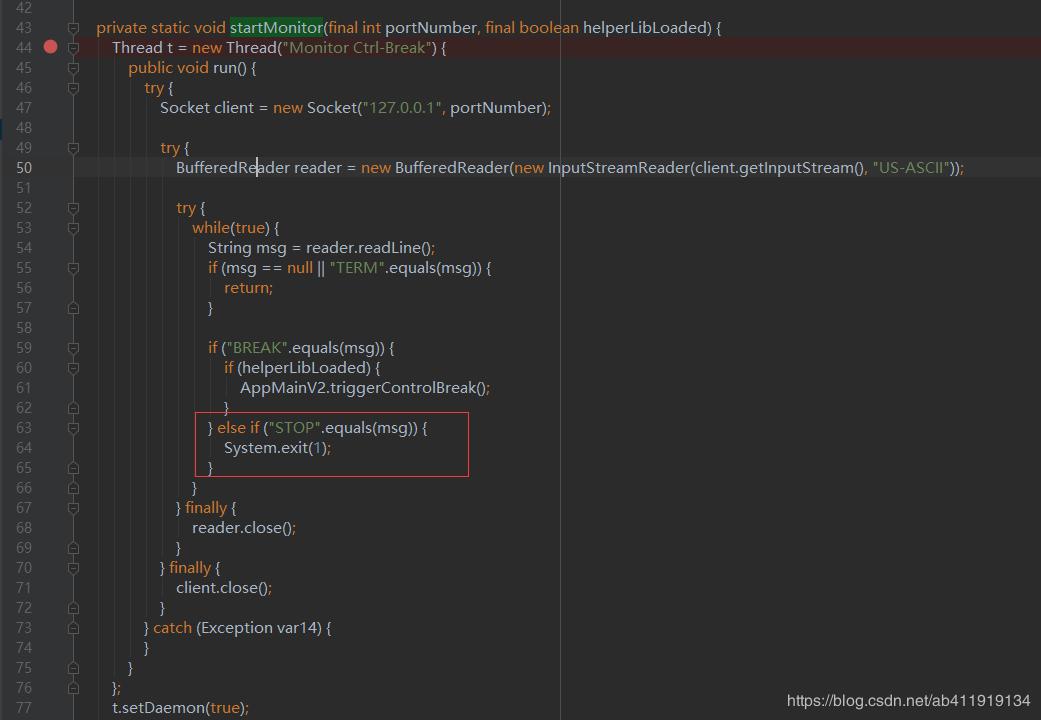 42
43 private static void startMonitor(final int portNumber, final boolean helperLibLoaded) {
44 Thread t = new Thread("Monitor Ctrl-Break") {
45 public void run() {
46 try {
47 Socket client = new Socket("127.0.0.1", portNumber);
48
49 try {
50 BufferedReader reader = new BufferedReader(new InputStreamReader(client.getInputStream(), "US-ASCII"));
51
52 try {
53 while(true) {
54 String msg = reader.readLine();
55 if (msg == null || "TERM".equals(msg)) {
56 return;
57 }
58
59 if ("BREAK".equals(msg)) {
60 if (helperLibLoaded) {
61 AppMainV2.triggerControlBreak();
62 }
63 } else if ("STOP".equals(msg)) {
64 System.exit(1);
65 }
66 }
67 } finally {
68 reader.close();
69 }
70 } finally {
71 client.close();
72 }
73 } catch (Exception var14) {
74 }
75 }
76 };
77 t.setDaemon(true);
https://blog.csdn.net/ab411919134